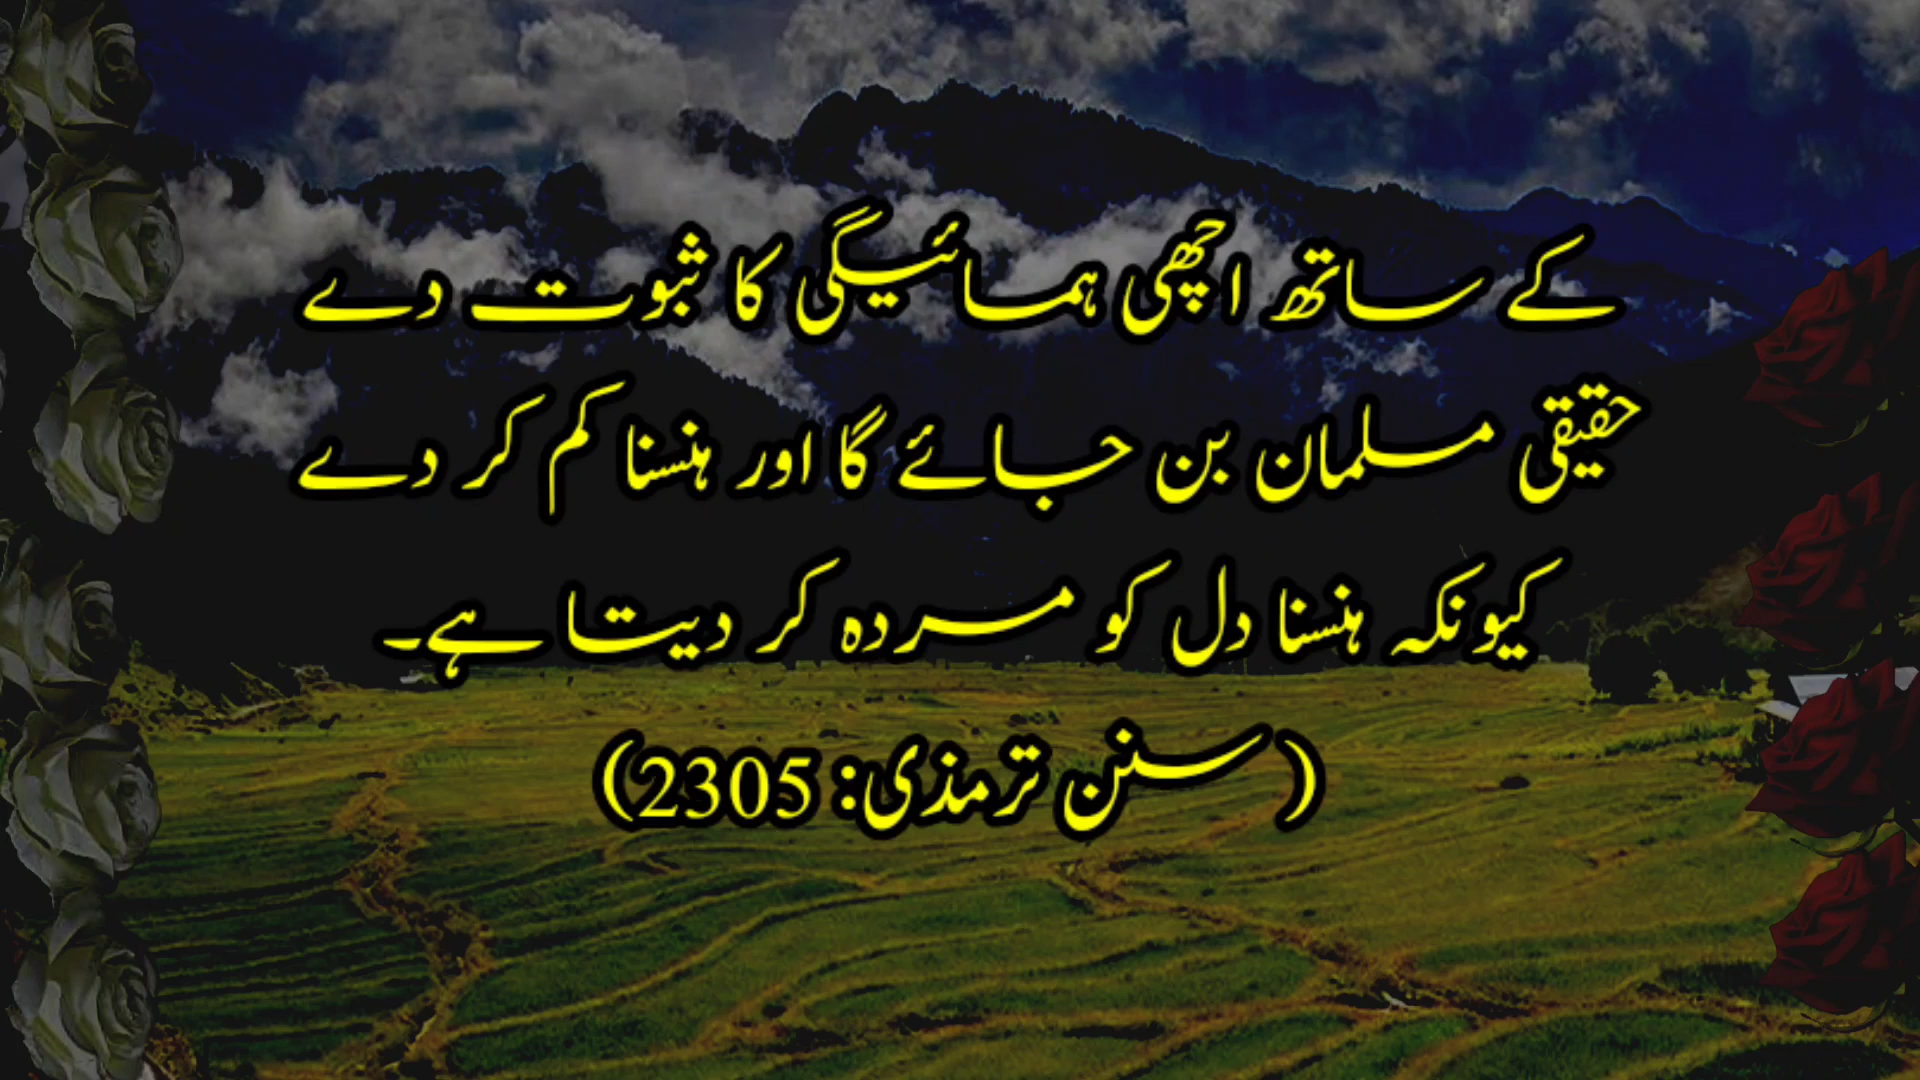 کے ساتھ اچھی ہمسائیگی کا ثبوت دے
حقیقی مسلمان بن جائے گا اور ہنسنا کم کر دے
کیونکہ ہنسنا دل کو مردہ کر دیتا ہے۔
(سنن ترمذی: 2305)